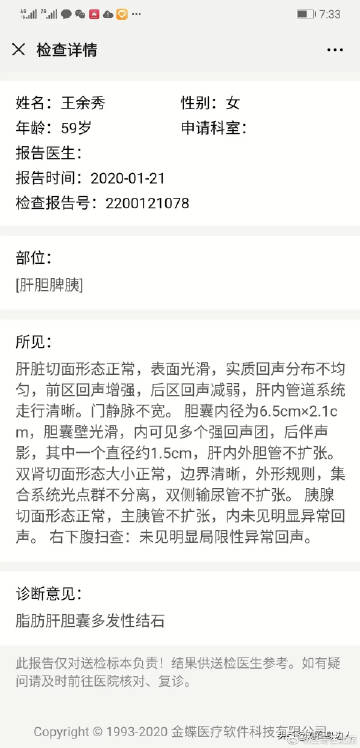 7:33
检查详情
姓名：王余秀 性别：女
年龄：59岁 申请科室：
报告医生：
报告时间：2020-01-21
检查报告号：2200121078
部位：
[肝胆脾胰]
所见：
肝脏切面形态正常，表面光滑，实质回声分布不均
匀，前区回声增强，后区回声减弱，肝内管道系统
走行清晰。门静脉不宽。 胆囊内径为6.5cm×2.1c
m，胆囊壁光滑，内可见多个强回声团，后伴声
影，其中一个直径约1.5cm，肝内外胆管不扩张。
双肾切面形态大小正常，边界清晰，外形规则，集
合系统光点群不分离，双侧输尿管不扩张。 胰腺
切面形态正常，主胰管不扩张，内未见明显异常回
声。 右下腹扫查：未见明显局限性异常回声。
诊断意见：
脂肪肝胆囊多发性结石
此报告仅对送检标本负责！结果供送检医生参考。如有疑
问请及时前往医院核对、复诊。
Copyright © 1993-2020 金蝶医疗软件科技有限公司